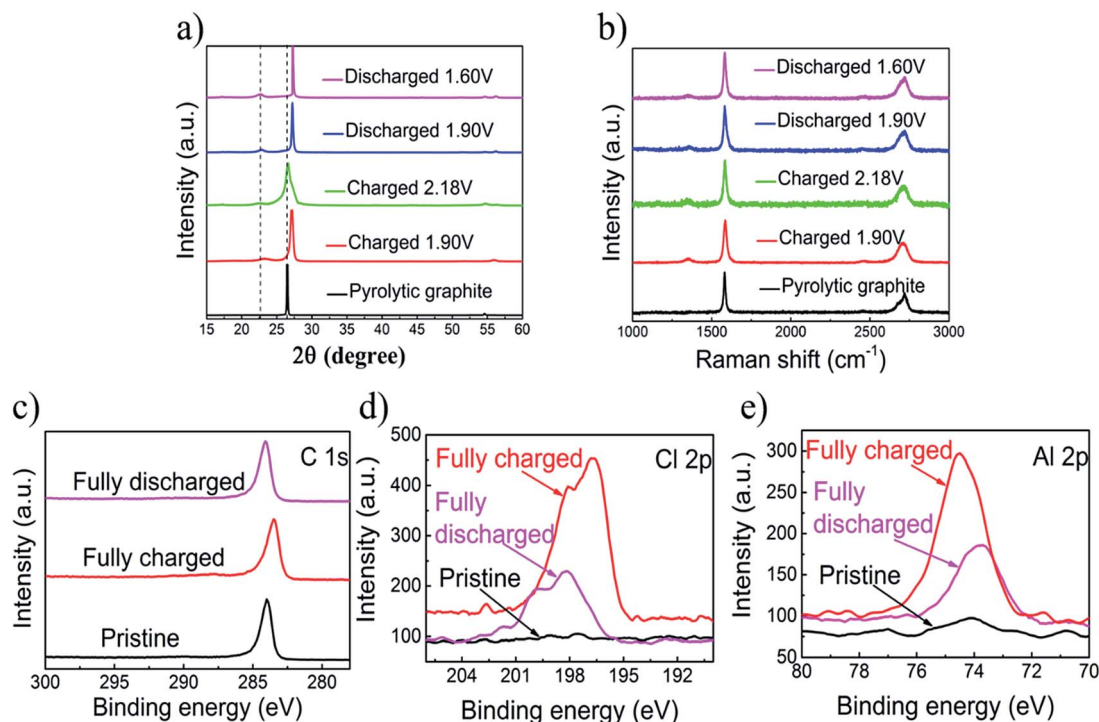 a)
Intensity (a.u.)
Discharged 1.60V
Discharged 1.90V
Charged 2.18V
Charged 1.90V
Pyrolytic graphite
15 20 25 30 35 40 45 50 55 60
2θ (degree)
b)
Intensity (a.u.)
Discharged 1.60V
Discharged 1.90V
Charged 2.18V
Charged 1.90V
Pyrolytic graphite
1000 1500 2000 2500 3000
Raman shift (cm-1)
c)
Intensity (a.u.)
C 1s
Fully discharged
Fully charged
Pristine
300 295 290 285 280
Binding energy (eV)
d)
Intensity (a.u.)
500
400
300
200
100
Cl 2p
Fully charged
Fully
discharged
Pristine
204 201 198 195 192
Binding energy (eV)
e)
Intensity (a.u.)
300
250
200
150
100
50
Al 2p
Fully charged
Fully
discharged
Pristine
80 78 76 74 72 70
Binding energy (eV)